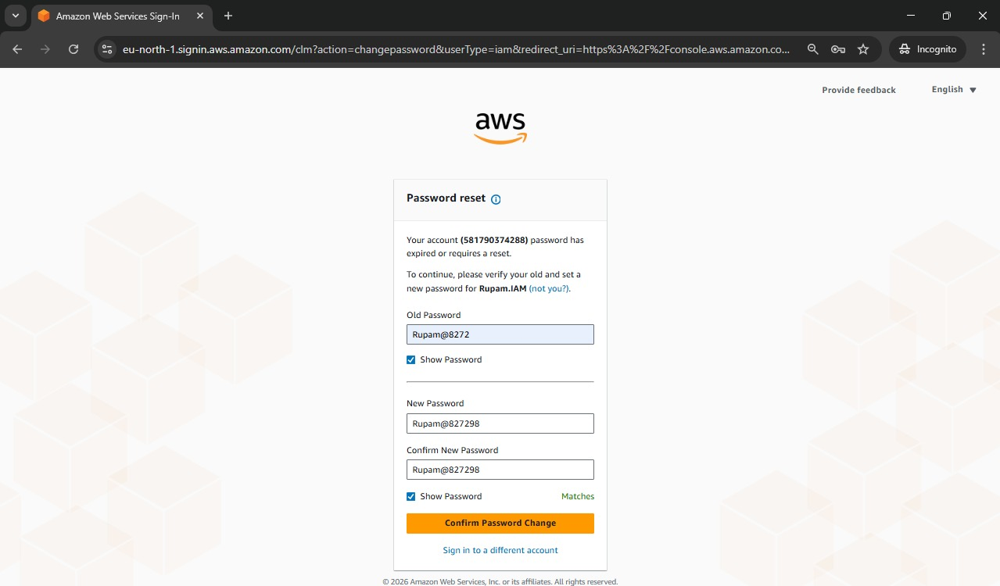 Amazon Web Services Sign-In
eu-north-1.signin.aws.amazon.com/clm?action=changepassword&userType=iam&redirect_uri=https%3A%2F%2Fconsole.aws.amazon.co...
Incognito
Provide feedback
English
aws
Password reset
Your account (581790374288) password has
expired or requires a reset.
To continue, please verify your old and set a
new password for Rupam.IAM (not you?).
Old Password
Rupam@8272
Show Password
New Password
Rupam@827298
Confirm New Password
Rupam@827298
Show Password
Matches
Confirm Password Change
Sign in to a different account
© 2026 Amazon Web Services, Inc. or its affiliates. All rights reserved.